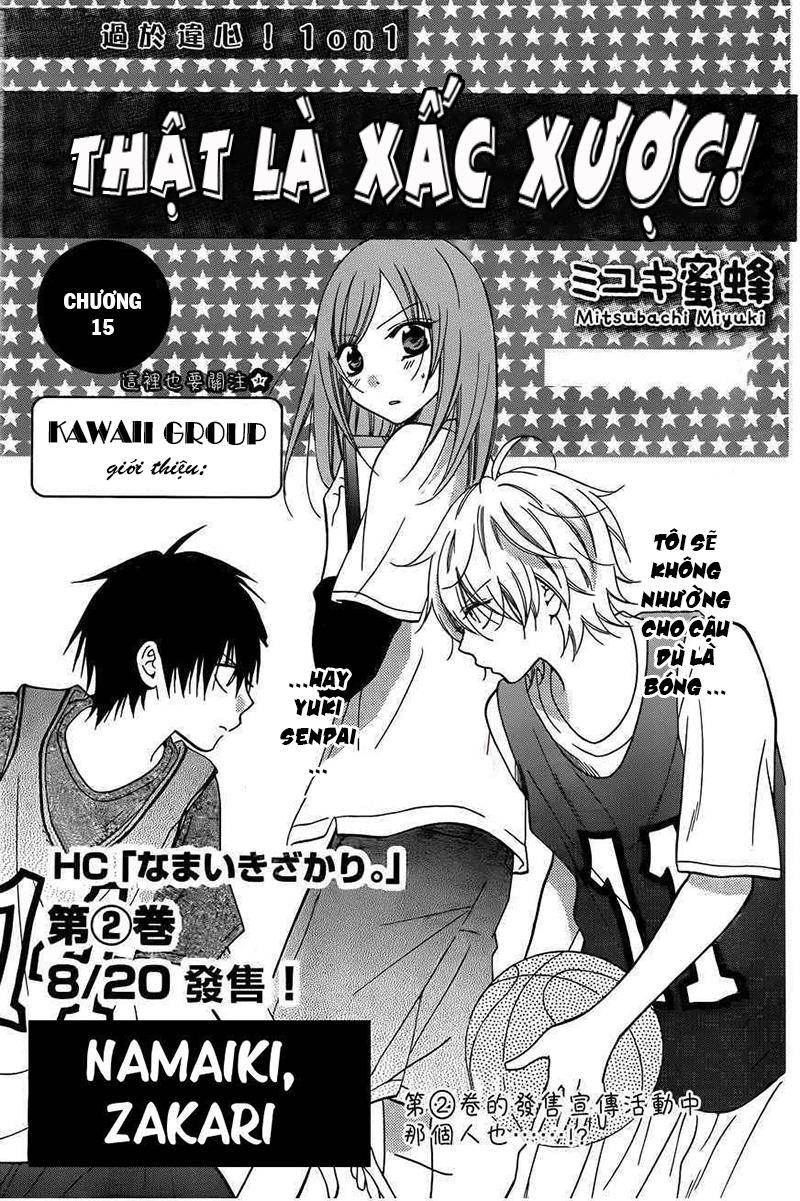 過於違心！1on1
THẬT LÀ XẤC XƯỢC!
CHƯƠNG
15
ミユキ蜜蜂
Mitsubachi Miyuki
這裡也要關注☆
KAWAII GROUP
giới thiệu:
TÔI SẼ
KHÔNG
NHƯỜNG
CHO CẬU
DÙ LÀ
BÓNG ...
...HAY
YUKI
SENPAI
...
11
HC「なまいきざかり。」
第②巻
8/20 發售！
NAMAIKI,
ZAKARI
第②卷的發售宣傳活動中
那個人也……!?